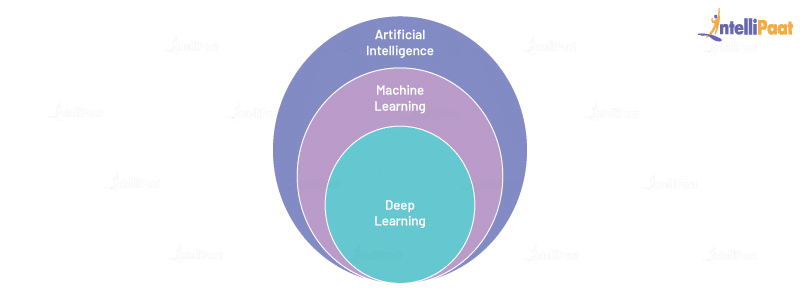 IntelliPaat
Artificial
Intelligence
Machine
Learning
Deep
Learning